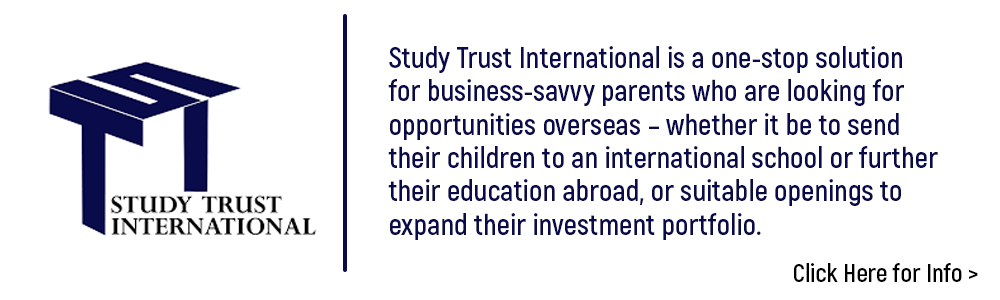 STUDY TRUST
INTERNATIONAL
Study Trust International is a one-stop solution
for business-savvy parents who are looking for
opportunities overseas – whether it be to send
their children to an international school or further
their education abroad, or suitable openings to
expand their investment portfolio.
Click Here for Info >